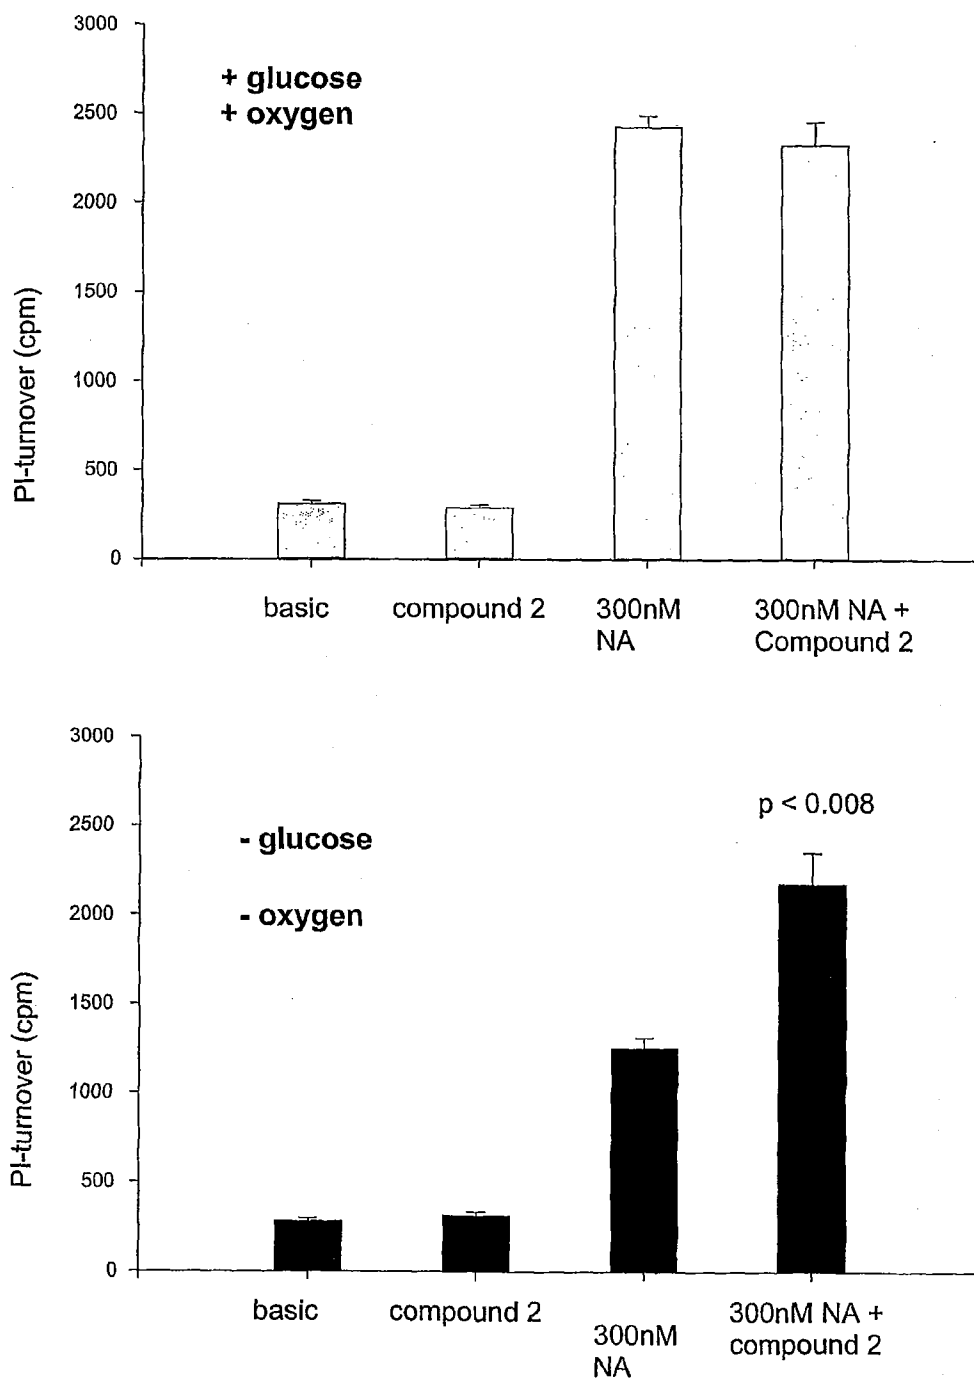 3000
+ glucose
+ oxygen
2500
2000
1500
1000
500
0
PI-turnover (cpm)
basic
compound 2
300nM
NA
300nM NA +
Compound 2
3000
p < 0.008
2500
- glucose
2000
- oxygen
1500
1000
500
0
PI-turnover (cpm)
basic
compound 2
300nM
NA
300nM NA +
compound 2